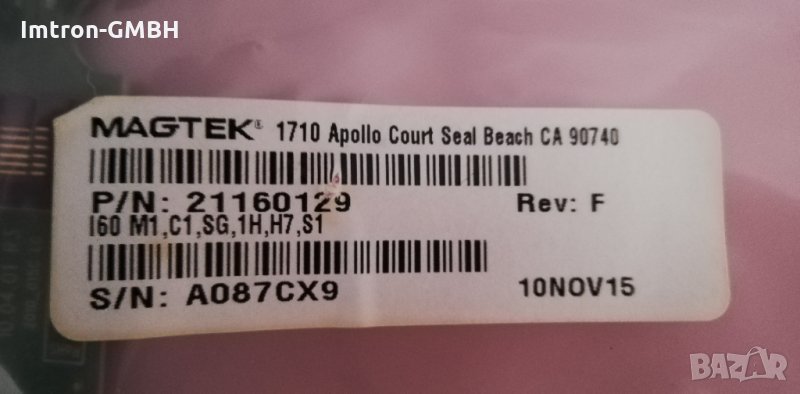 Imtron-GMBH
MAGTEK® 1710 Apollo Court Seal Beach CA 90740
P/N: 21160129 Rev: F
I60 M1,C1,SG,1H,H7,S1
S/N: A087CX9 10NOV15
BAZAR